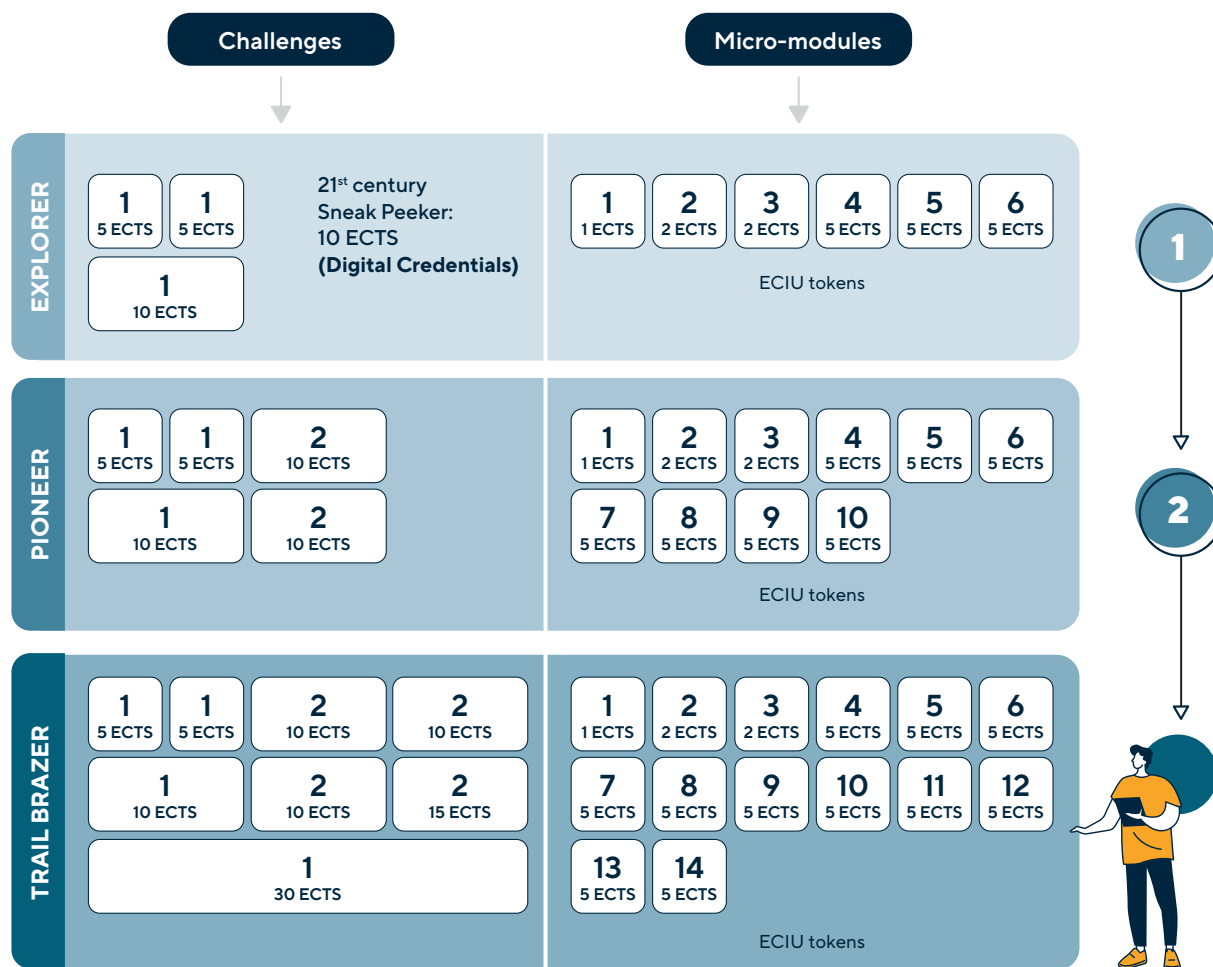 Challenges
Micro-modules
EXPLORER
1 1
5 ECTS 5 ECTS
1
10 ECTS
21st century
Sneak Peeker:
10 ECTS
(Digital Credentials)
1 2 3 4 5 6
1 ECTS 2 ECTS 2 ECTS 5 ECTS 5 ECTS 5 ECTS
ECIU tokens
1
PIONEER
1 1 2
5 ECTS 5 ECTS 10 ECTS
1 2
10 ECTS 10 ECTS
1 2 3 4 5 6
1 ECTS 2 ECTS 2 ECTS 5 ECTS 5 ECTS 5 ECTS
7 8 9 10
5 ECTS 5 ECTS 5 ECTS 5 ECTS
ECIU tokens
2
TRAIL BRAZER
1 1 2 2
5 ECTS 5 ECTS 10 ECTS 10 ECTS
1 2 2
10 ECTS 10 ECTS 15 ECTS
1
30 ECTS
1 2 3 4 5 6
1 ECTS 2 ECTS 2 ECTS 5 ECTS 5 ECTS 5 ECTS
7 8 9 10 11 12
5 ECTS 5 ECTS 5 ECTS 5 ECTS 5 ECTS 5 ECTS
13 14
5 ECTS 5 ECTS
ECIU tokens